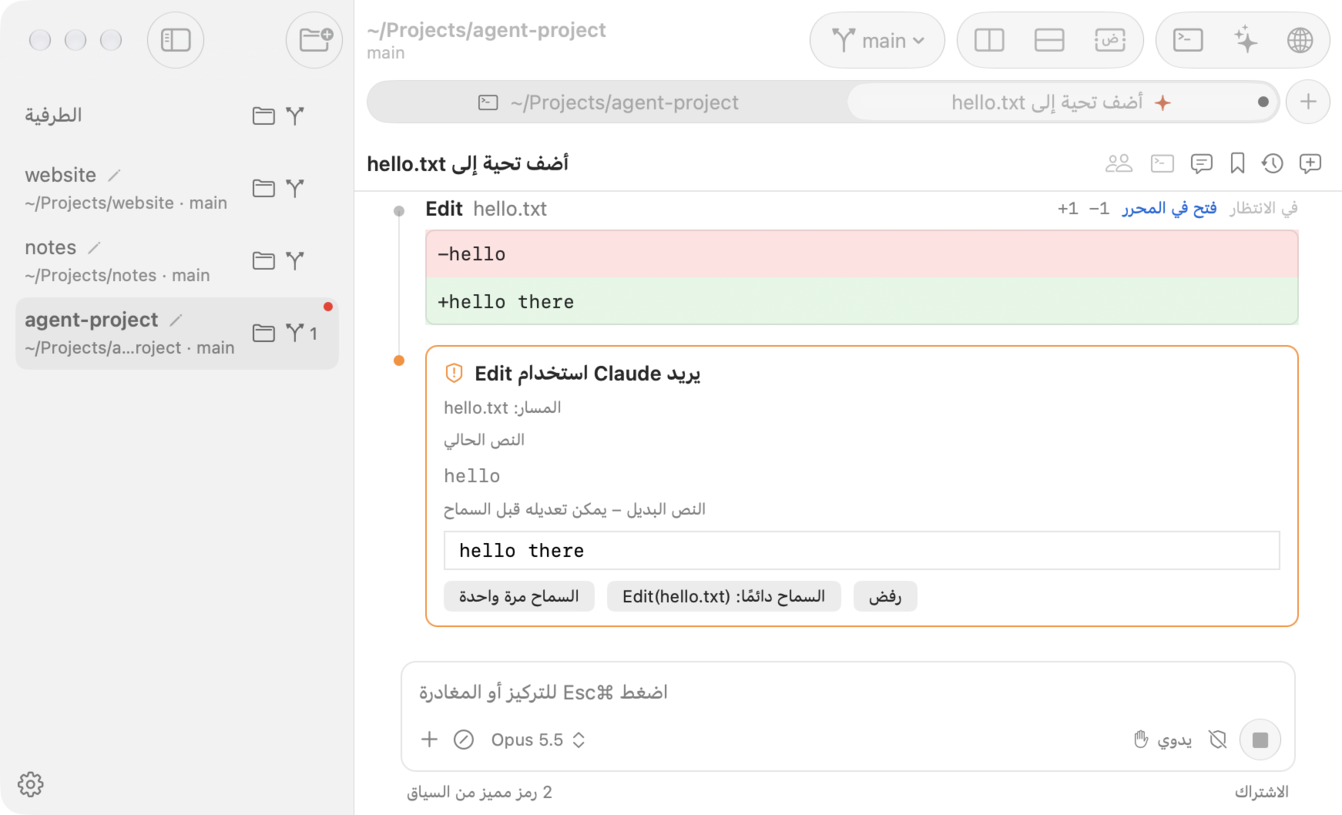 ~/Projects/agent-project
main
main
ض
~/Projects/agent-project
أضف تحية إلى hello.txt
الطرفية
website
~/Projects/website · main
notes
~/Projects/notes · main
agent-project
~/Projects/a...roject · main
1
أضف تحية إلى hello.txt
Edit hello.txt
+1 −1 فتح في المحرر في الانتظار
−hello
+hello there
يريد Claude استخدام Edit
المسار: hello.txt
النص الحالي
hello
النص البديل – يمكن تعديله قبل السماح
hello there
السماح مرة واحدة
السماح دائمًا: Edit(hello.txt)
رفض
اضغط ⌘Esc للتركيز أو المغادرة
Opus 5.5
يدوي
2 رمز مميز من السياق
الاشتراك